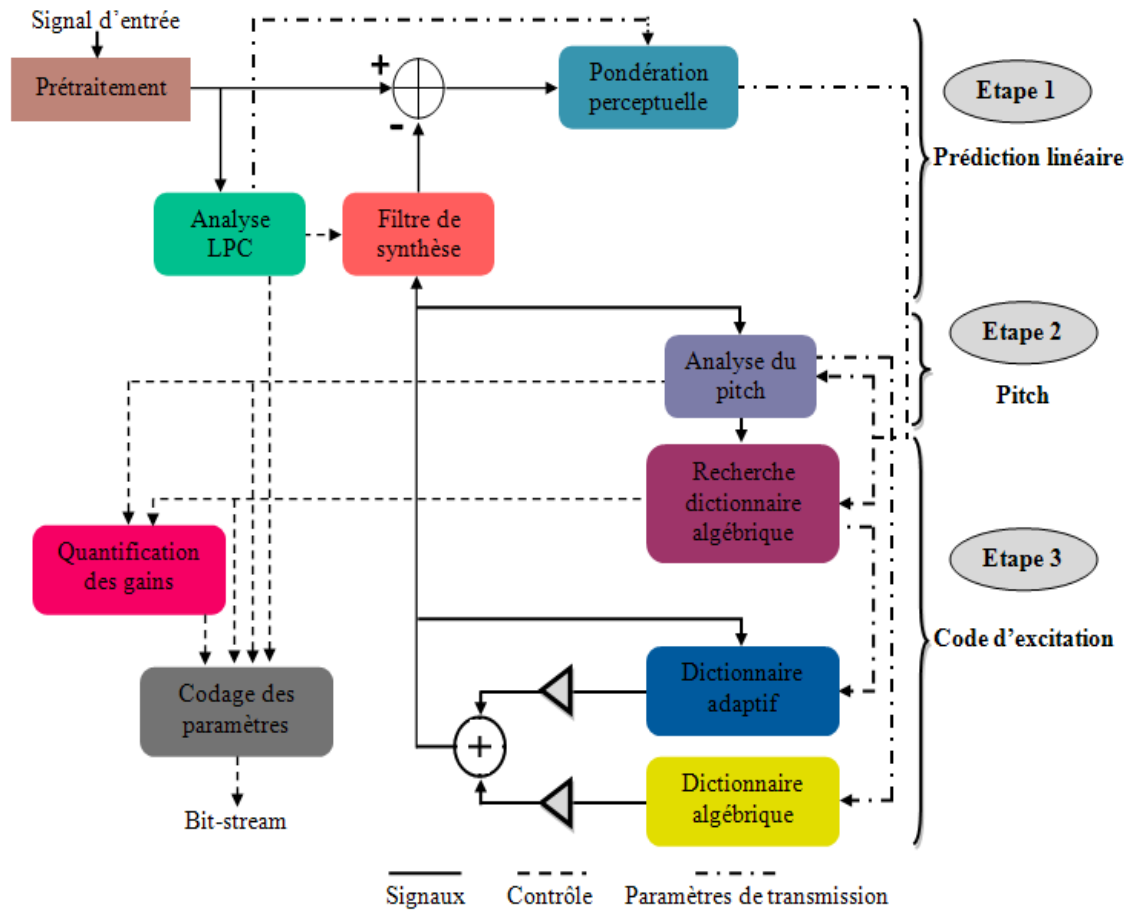 Signal d'entrée
Prétraitement
+
-
Pondération
perceptuelle
Etape 1
Prédiction linéaire
Analyse
LPC
Filtre de
synthèse
Etape 2
Pitch
Analyse du
pitch
Recherche
dictionnaire
algébrique
Quantification
des gains
Etape 3
Code d'excitation
Codage des
paramètres
Dictionnaire
adaptif
+
Dictionnaire
algébrique
Bit-stream
Signaux
Contrôle
Paramètres de transmission